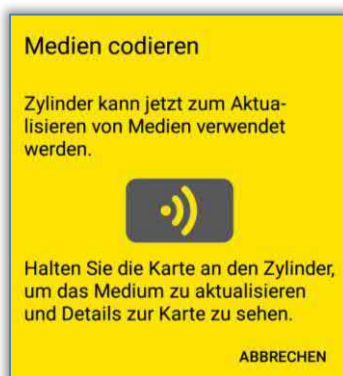 Medien codieren
Zylinder kann jetzt zum Aktua-
lisieren von Medien verwendet
werden.
Halten Sie die Karte an den Zylinder,
um das Medium zu aktualisieren
und Details zur Karte zu sehen.
ABBRECHEN